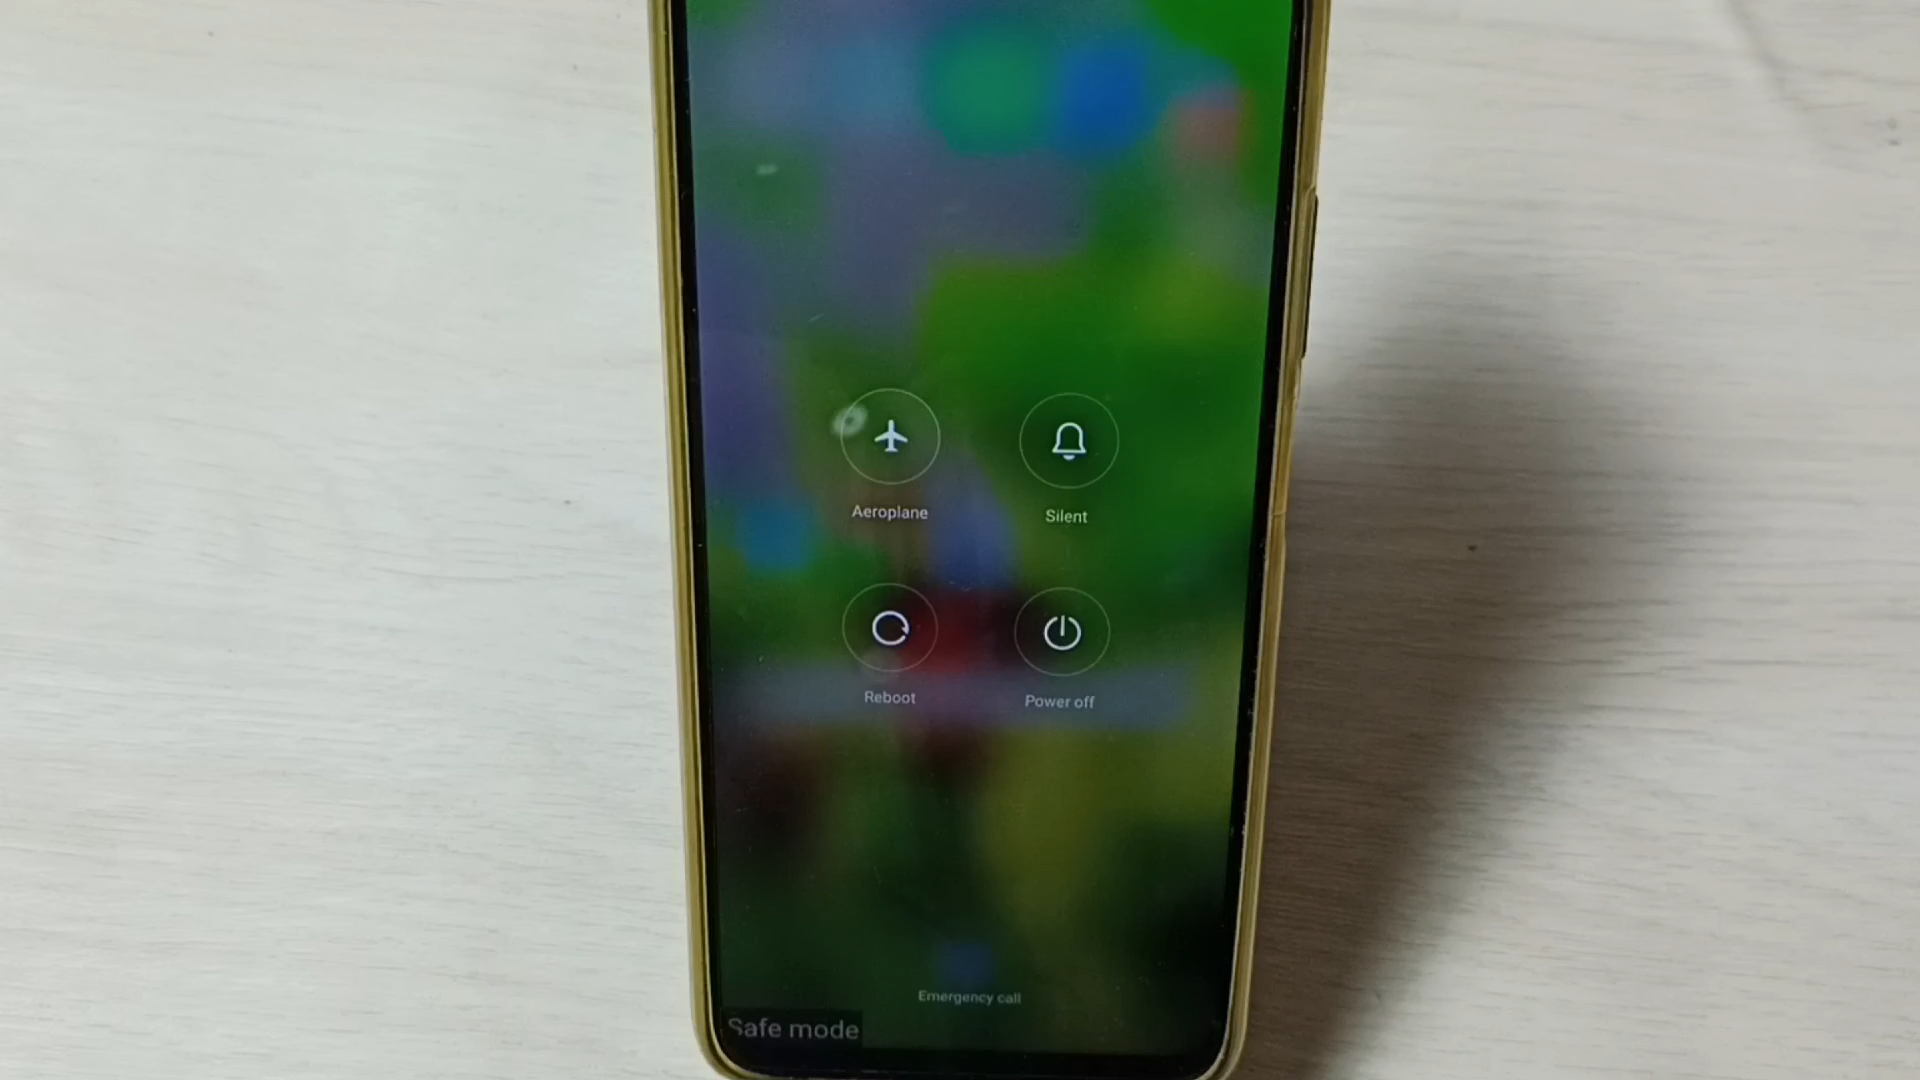 Aeroplane
Silent
Reboot
Power off
Emergency call
Safe mode